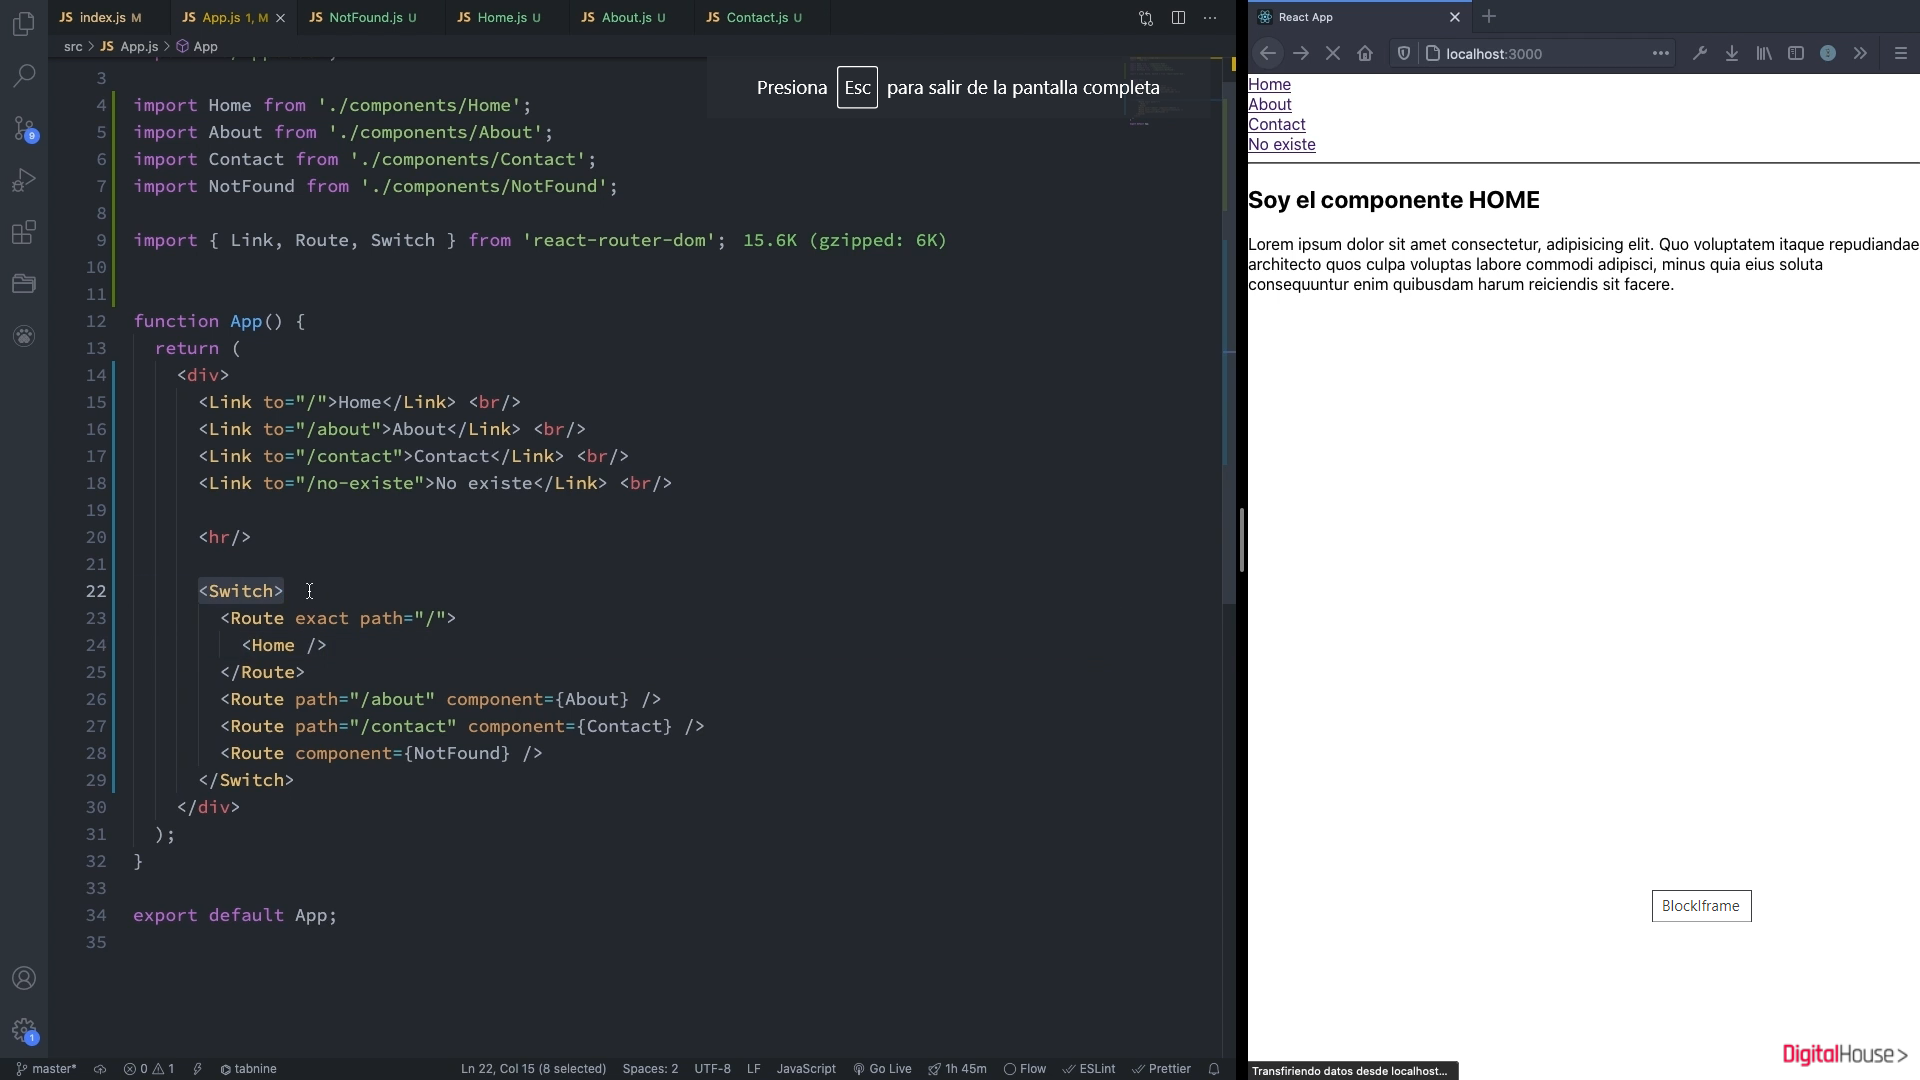 JS index.js M
JS App.js 1, M
JS NotFound.js U
JS Home.js U
JS About.js U
JS Contact.js U
src > JS App.js > App
Presiona Esc para salir de la pantalla completa
3
4 import Home from './components/Home';
5 import About from './components/About';
6 import Contact from './components/Contact';
7 import NotFound from './components/NotFound';
8
9 import { Link, Route, Switch } from 'react-router-dom'; 15.6K (gzipped: 6K)
10
11
12 function App() {
13 return (
14 <div>
15 <Link to="/">Home</Link> <br/>
16 <Link to="/about">About</Link> <br/>
17 <Link to="/contact">Contact</Link> <br/>
18 <Link to="/no-existe">No existe</Link> <br/>
19
20 <hr/>
21
22 <Switch>
23 <Route exact path="/">
24 <Home />
25 </Route>
26 <Route path="/about" component={About} />
27 <Route path="/contact" component={Contact} />
28 <Route component={NotFound} />
29 </Switch>
30 </div>
31 );
32 }
33
34 export default App;
35
9
1
master* 0 1 tabnine Ln 22, Col 15 (8 selected) Spaces: 2 UTF-8 LF JavaScript Go Live 1h 45m Flow ESLint Prettier
React App
localhost:3000
Home
About
Contact
No existe
Soy el componente HOME
Lorem ipsum dolor sit amet consectetur, adipisicing elit. Quo voluptatem itaque repudiandae
architecto quos culpa voluptas labore commodi adipisci, minus quia eius soluta
consequuntur enim quibusdam harum reiciendis sit facere.
BlockIframe
DigitalHouse>
Transfiriendo datos desde localhost...